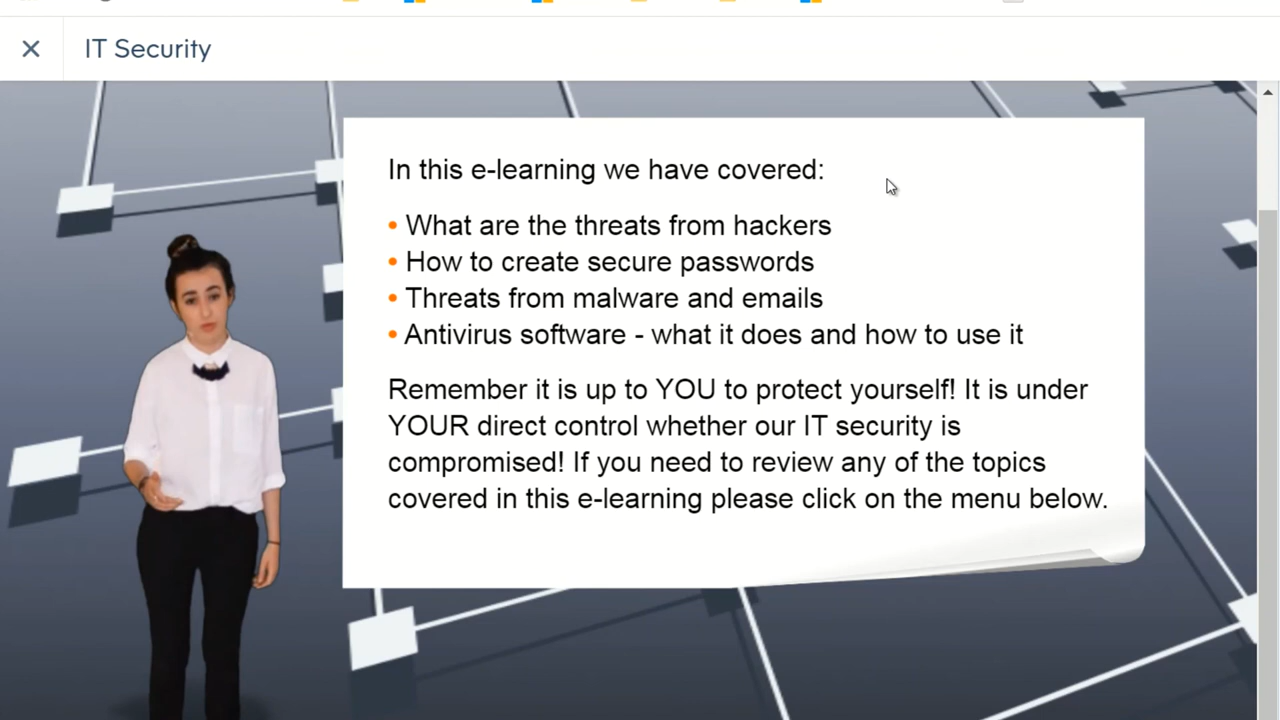 IT Security
In this e-learning we have covered:
• What are the threats from hackers
• How to create secure passwords
• Threats from malware and emails
• Antivirus software - what it does and how to use it
Remember it is up to YOU to protect yourself! It is under
YOUR direct control whether our IT security is
compromised! If you need to review any of the topics
covered in this e-learning please click on the menu below.